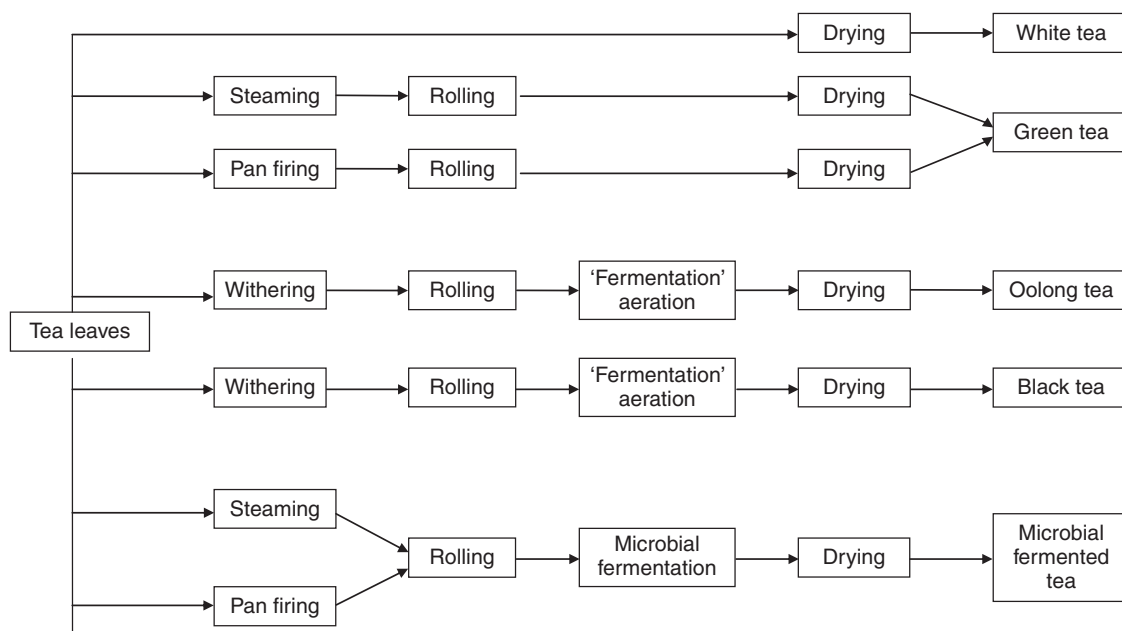 Drying
White tea
Steaming
Rolling
Drying
Green tea
Pan firing
Rolling
Drying
Withering
Rolling
‘Fermentation’
aeration
Drying
Oolong tea
Tea leaves
Withering
Rolling
‘Fermentation’
aeration
Drying
Black tea
Steaming
Rolling
Microbial
fermentation
Drying
Microbial
fermented
tea
Pan firing